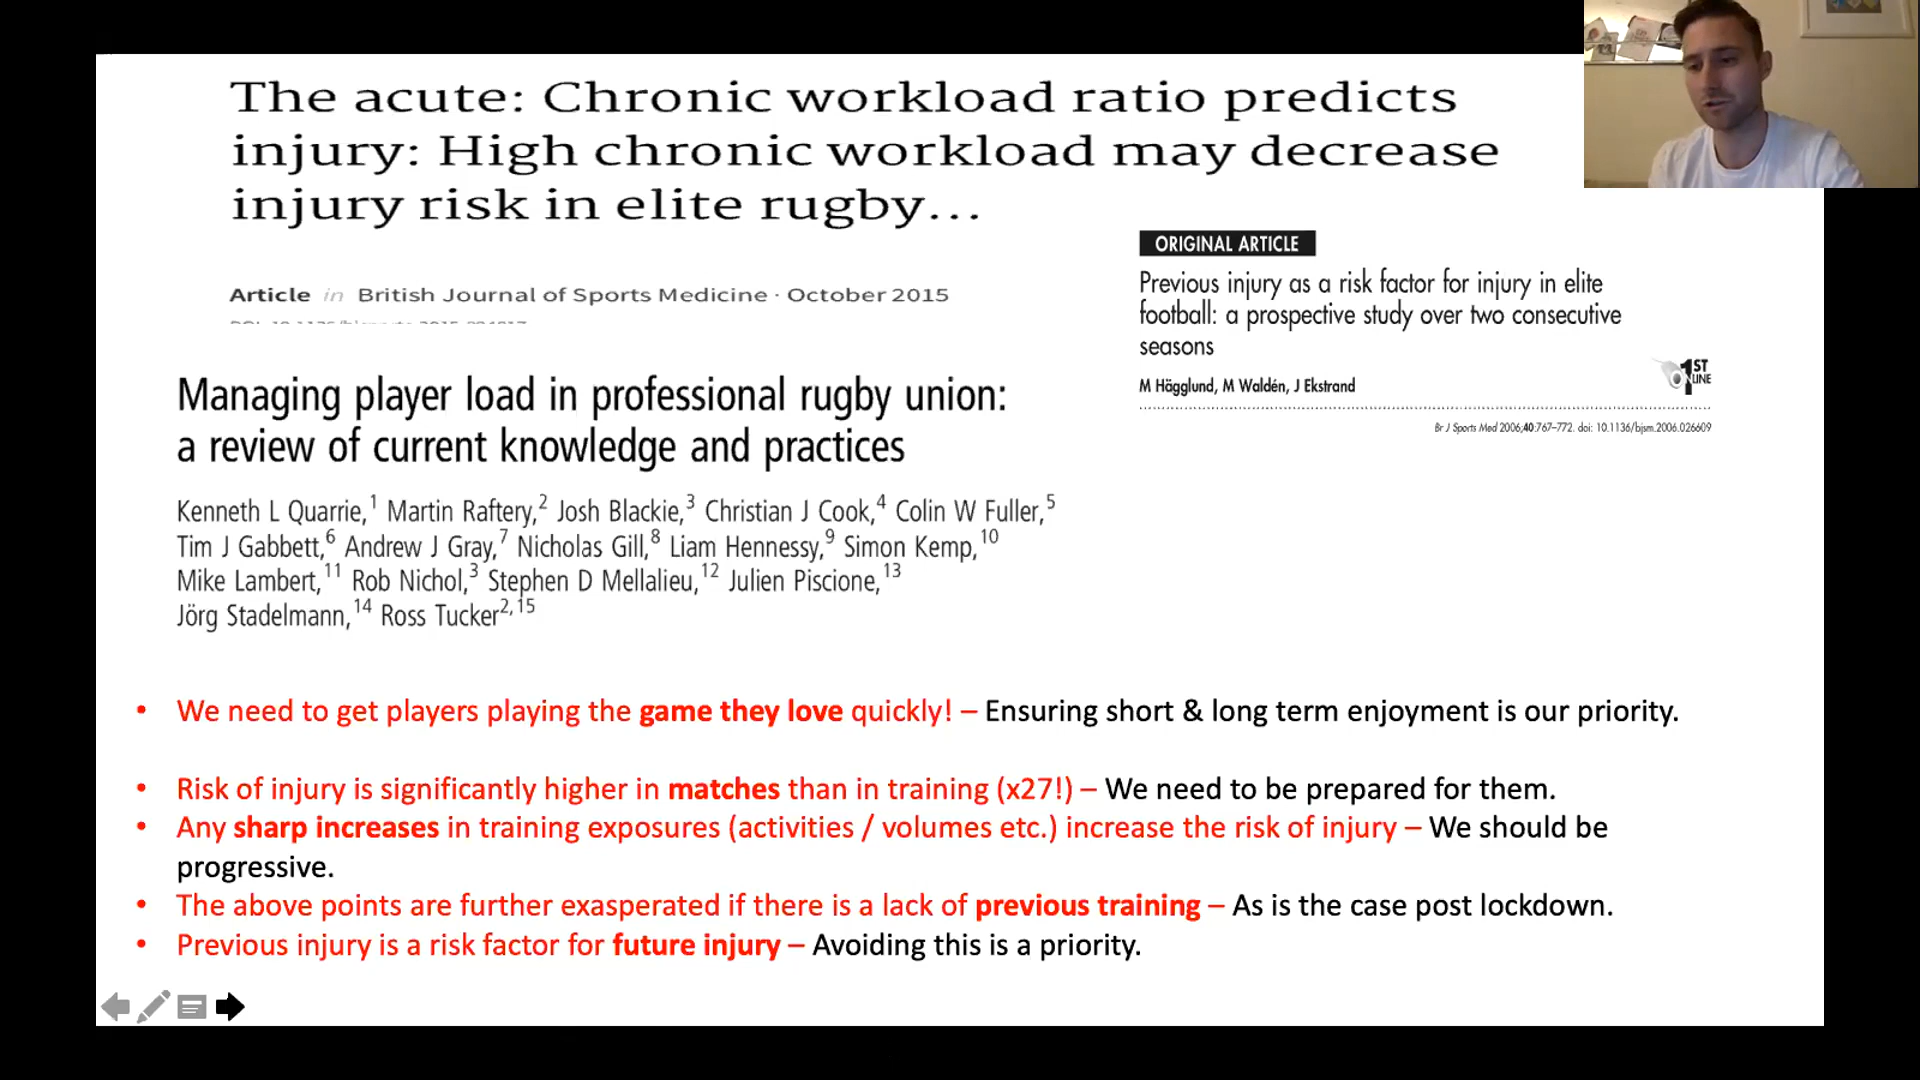 The acute: Chronic workload ratio predicts
injury: High chronic workload may decrease
injury risk in elite rugby...
Article in British Journal of Sports Medicine · October 2015
ORIGINAL ARTICLE
Previous injury as a risk factor for injury in elite
football: a prospective study over two consecutive
seasons
M Hägglund, M Waldén, J Ekstrand
1ST
ONLINE
Br J Sports Med 2006;40:767–772. doi: 10.1136/bjsm.2006.026609
Managing player load in professional rugby union:
a review of current knowledge and practices
Kenneth L Quarrie,1 Martin Raftery,2 Josh Blackie,3 Christian J Cook,4 Colin W Fuller,5
Tim J Gabbett,6 Andrew J Gray,7 Nicholas Gill,8 Liam Hennessy,9 Simon Kemp,10
Mike Lambert,11 Rob Nichol,3 Stephen D Mellalieu,12 Julien Piscione,13
Jörg Stadelmann,14 Ross Tucker2,15
• We need to get players playing the game they love quickly! – Ensuring short & long term enjoyment is our priority.
• Risk of injury is significantly higher in matches than in training (x27!) – We need to be prepared for them.
• Any sharp increases in training exposures (activities / volumes etc.) increase the risk of injury – We should be
progressive.
• The above points are further exasperated if there is a lack of previous training – As is the case post lockdown.
• Previous injury is a risk factor for future injury – Avoiding this is a priority.